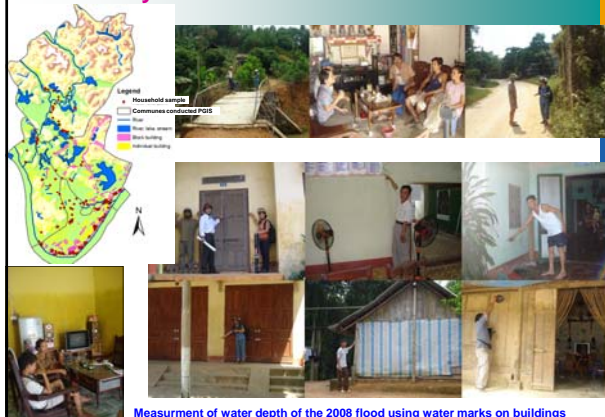 Legend
Household sample
Communes conducted PGIS
River
River, lake, stream
Block building
Individual building
N
Measurment of water depth of the 2008 flood using water marks on buildings